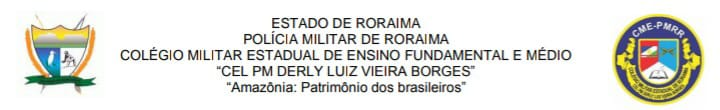 ESTADO DE RORAIMA
POLÍCIA MILITAR DE RORAIMA
COLÉGIO MILITAR ESTADUAL DE ENSINO FUNDAMENTAL E MÉDIO
“CEL PM DERLY LUIZ VIEIRA BORGES”
“Amazônia: Patrimônio dos brasileiros”
CME-PMRR